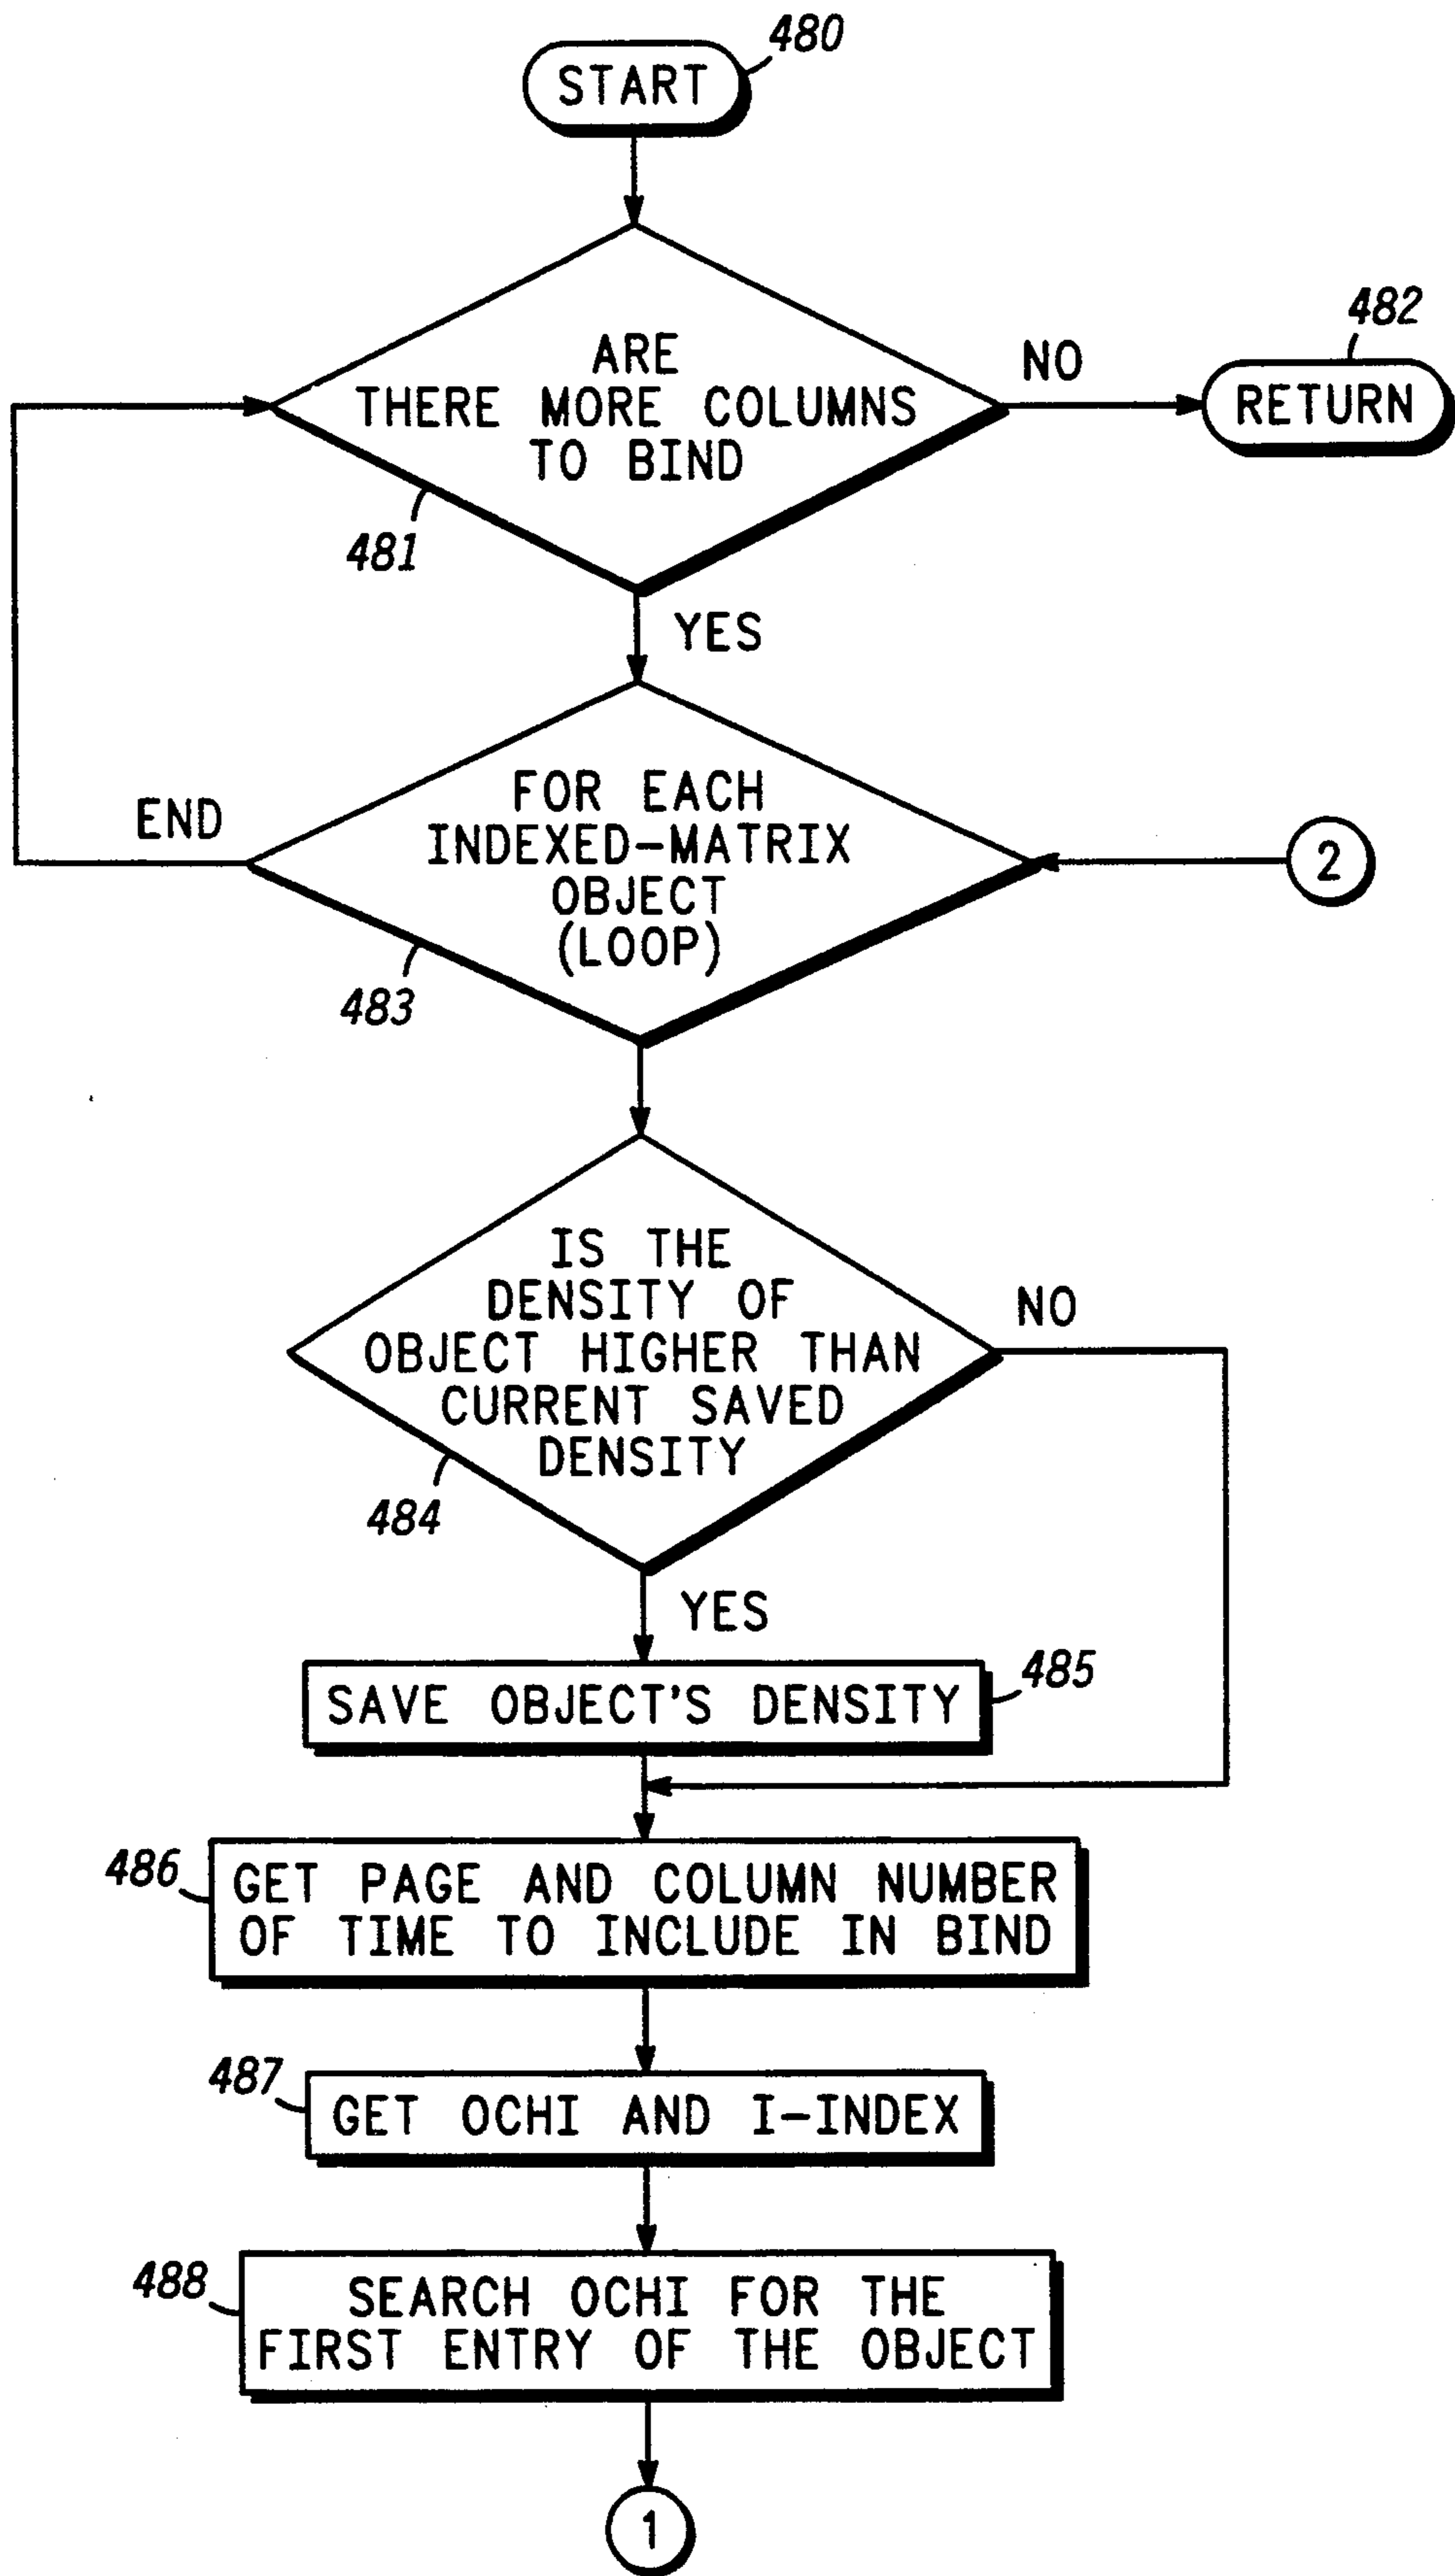 480
START
482
ARE
THERE MORE COLUMNS
TO BIND
NO
RETURN
481
YES
FOR EACH
INDEXED-MATRIX
OBJECT
(LOOP)
END
2
483
IS THE
DENSITY OF
OBJECT HIGHER THAN
CURRENT SAVED
DENSITY
NO
484
YES
485
SAVE OBJECT'S DENSITY
486
GET PAGE AND COLUMN NUMBER
OF TIME TO INCLUDE IN BIND
487
GET OCHI AND I-INDEX
488
SEARCH OCHI FOR THE
FIRST ENTRY OF THE OBJECT
1